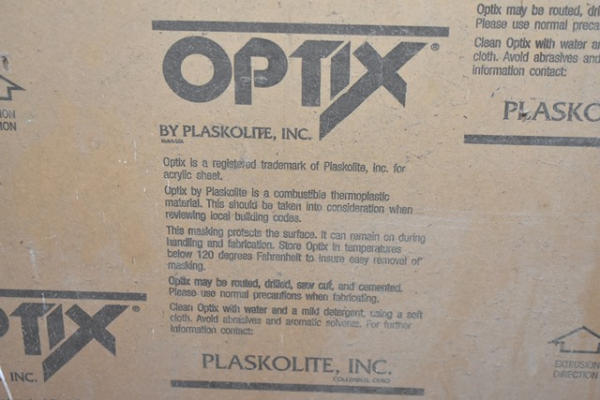 OPTIX®
BY PLASKOLITE, INC.
Optix is a registered trademark of Plaskolite, Inc. for
acrylic sheet.
Optix by Plaskolite is a combustible thermoplastic
material. This should be taken into consideration when
reviewing local building codes.
This masking protects the surface. It can remain on during
handling and fabrication. Store Optix in temperatures
below 120 degrees Fahrenheit to insure easy removal of
masking.
Optix may be routed, drilled, saw cut, and cemented.
Please use normal precautions when fabricating.
Clean Optix with water and a mild detergent, using a soft
cloth. Avoid abrasives and aromatic solvents. For further
information contact:
PLASKOLITE, INC.
COLUMBUS, OHIO
Optix may be routed, dri
Please use normal preca
Clean Optix with water an
cloth. Avoid abrasives and
information contact:
PLASKO
ION
ION
PTIX®
INC.
EXTRUSION
DIRECTION